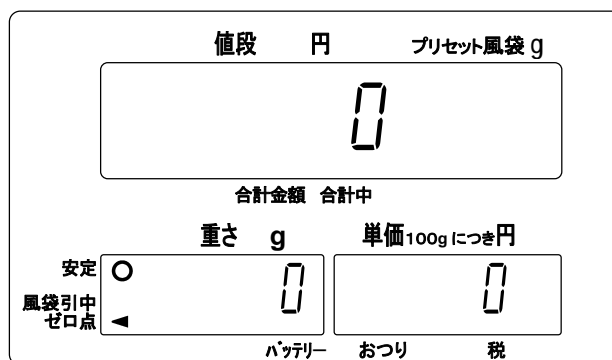 値段 円 プリセット風袋 g
0
合計金額 合計中
重さ g 単価100gにつき円
安定 0 0
風袋引中
ゼロ点
バッテリー おつり 税